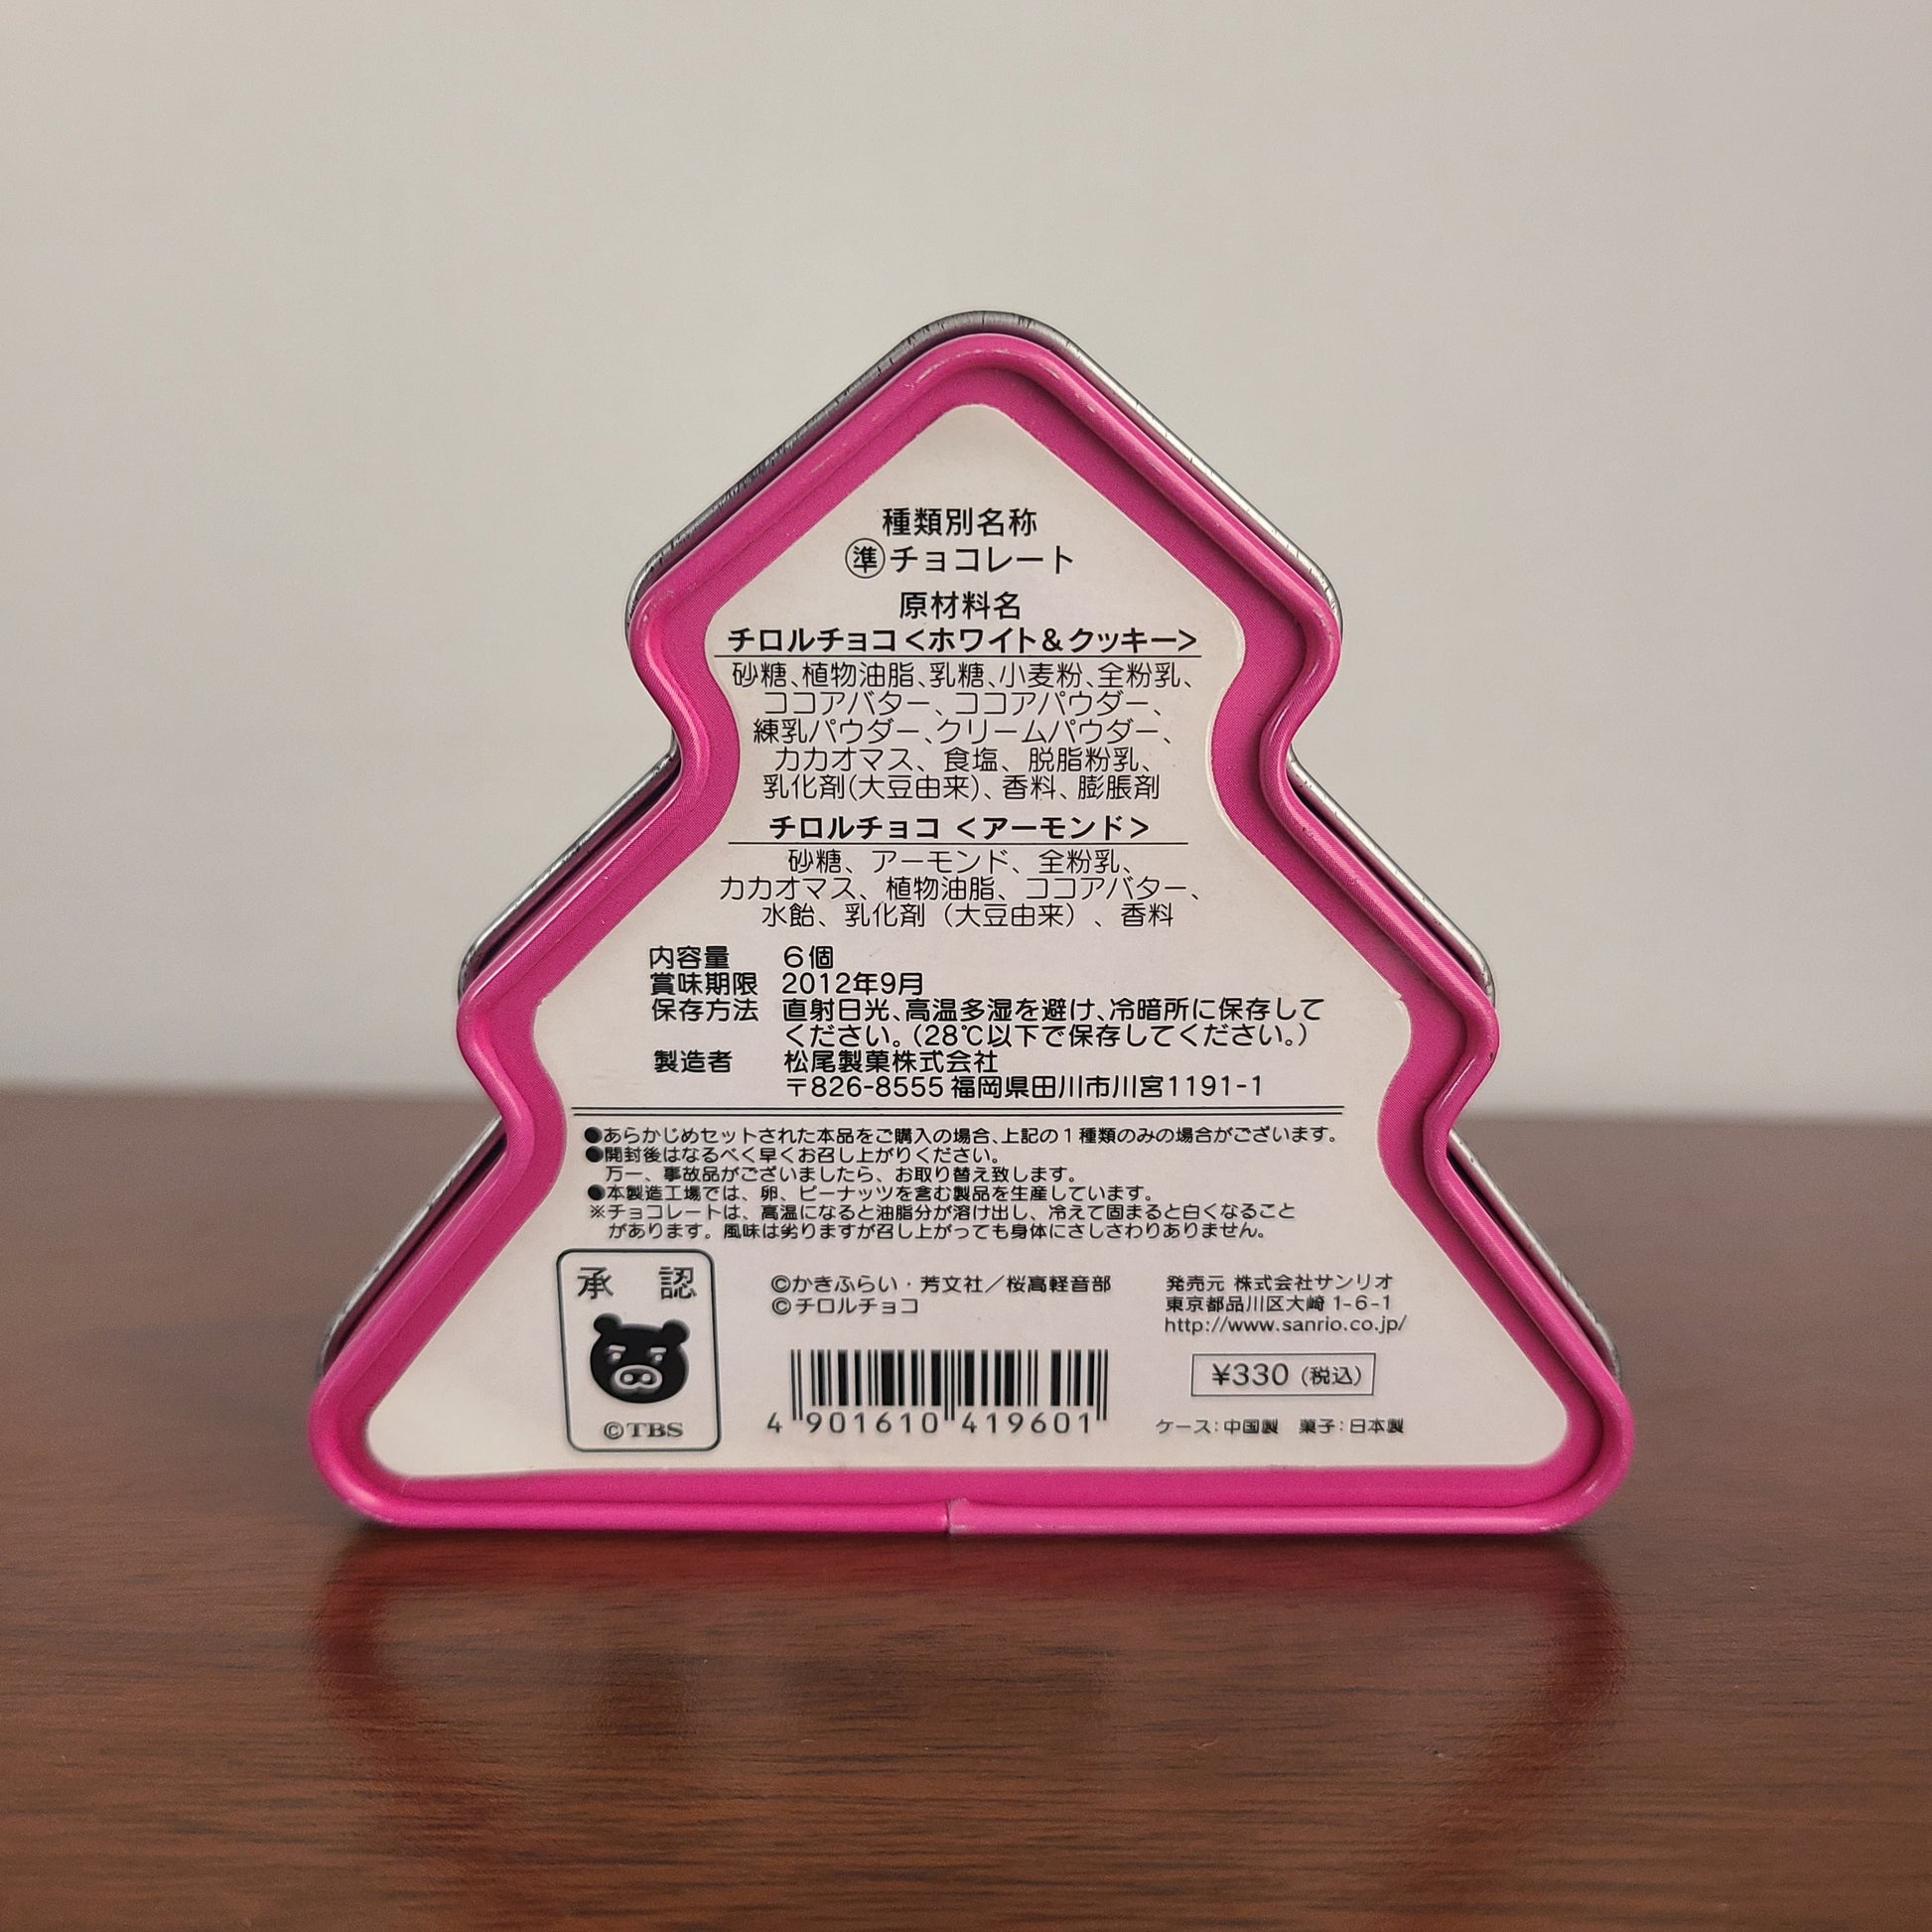 種類別名称
準チョコレート
原材料名
チロルチョコ<ホワイト&クッキー>
砂糖、植物油脂、乳糖、小麦粉、全粉乳、
ココアバター、ココアパウダー、
練乳パウダー、クリームパウダー、
カカオマス、食塩、脱脂粉乳、
乳化剤(大豆由来)、香料、膨脹剤
チロルチョコ <アーモンド>
砂糖、アーモンド、全粉乳、
カカオマス、植物油脂、ココアバター、
水飴、乳化剤(大豆由来)、香料
内容量 6個
賞味期限 2012年9月
保存方法 直射日光、高温多湿を避け、冷暗所に保存して
ください。(28℃以下で保存してください。)
製造者 松尾製菓株式会社
〒826-8555 福岡県田川市川宮1191-1
●あらかじめセットされた本品をご購入の場合、上記の1種類のみの場合がございます。
●開封後はなるべく早くお召し上がりください。
万一、事故品がございましたら、お取り替え致します。
●本製造工場では、卵、ピーナッツを含む製品を生産しています。
※チョコレートは、高温になると油脂分が溶け出し、冷えて固まると白くなること
があります。風味は劣りますが召し上がっても身体にさしさわりありません。
承認
©TBS
©かきふらい・芳文社/桜高軽音部
©チロルチョコ
4 901610 419601
発売元 株式会社サンリオ
東京都品川区大崎 1-6-1
http://www.sanrio.co.jp/
¥330 (税込)
ケース:中国製 菓子:日本製